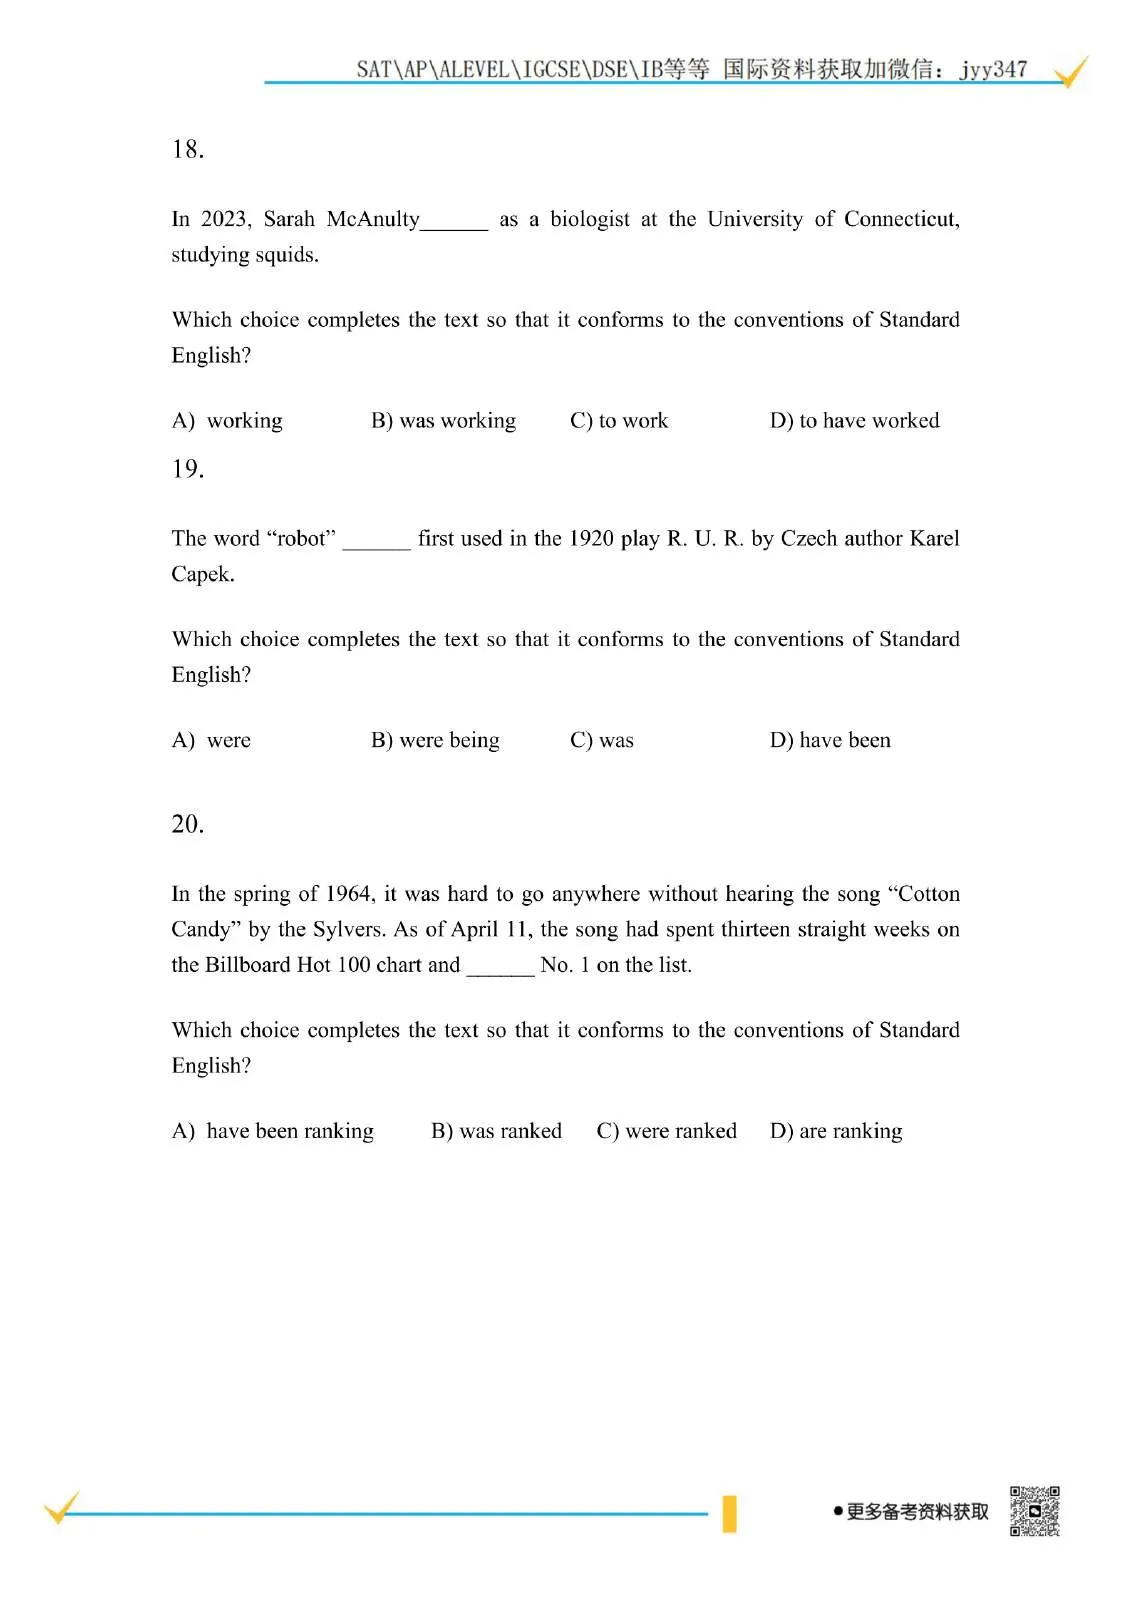 SAT\AP\ALEVEL\IGCSE\DSE\IB等等 国际资料获取加微信：jyy347
18.
In 2023, Sarah McAnulty______ as a biologist at the University of Connecticut,
studying squids.
Which choice completes the text so that it conforms to the conventions of Standard
English?
A) working B) was working C) to work D) to have worked
19.
The word “robot” ______ first used in the 1920 play R. U. R. by Czech author Karel
Capek.
Which choice completes the text so that it conforms to the conventions of Standard
English?
A) were B) were being C) was D) have been
20.
In the spring of 1964, it was hard to go anywhere without hearing the song “Cotton
Candy” by the Sylvers. As of April 11, the song had spent thirteen straight weeks on
the Billboard Hot 100 chart and ______ No. 1 on the list.
Which choice completes the text so that it conforms to the conventions of Standard
English?
A) have been ranking B) was ranked C) were ranked D) are ranking
●更多备考资料获取